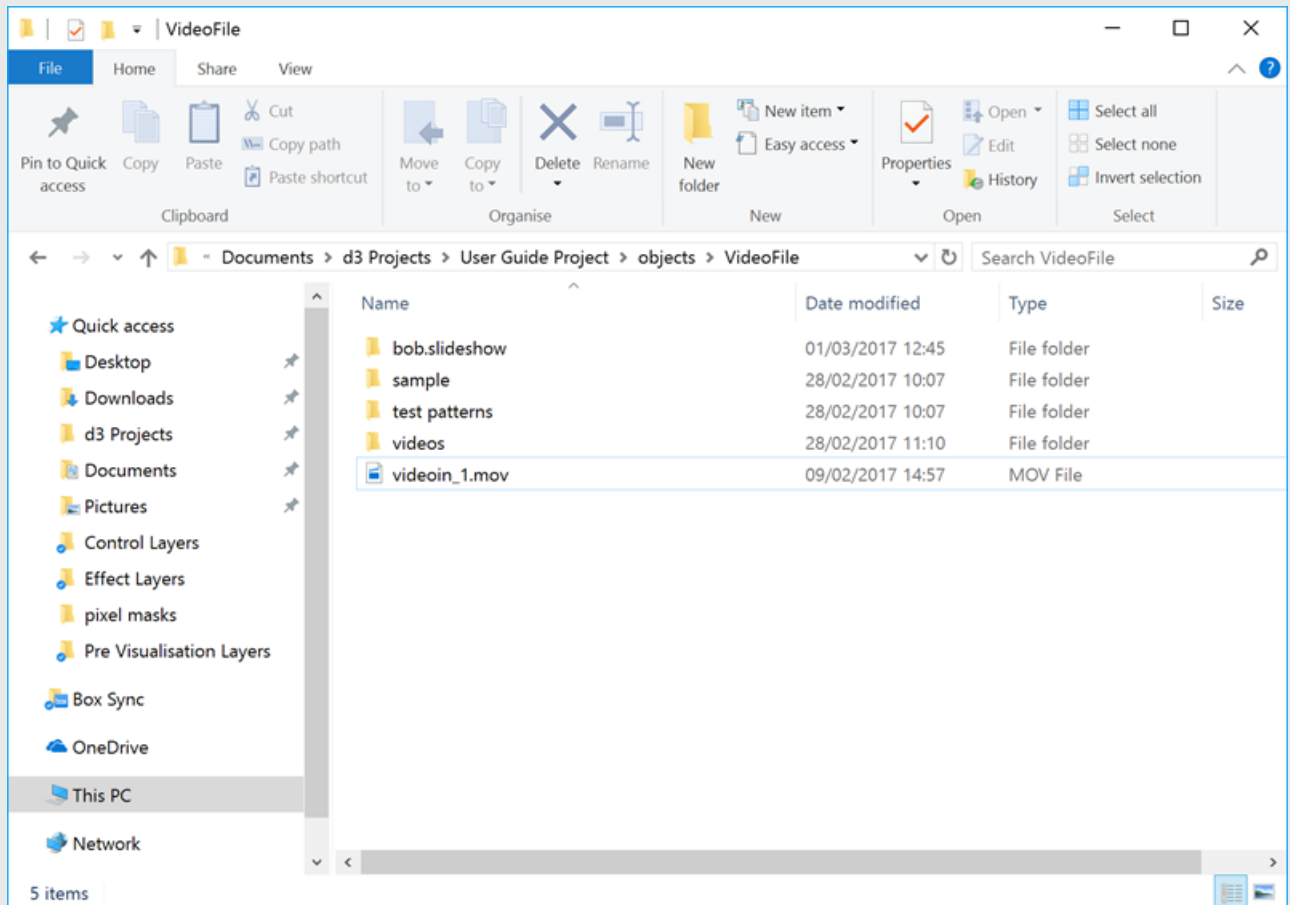 VideoFile
File Home Share View
Pin to Quick access
Copy
Paste
Cut
Copy path
Paste shortcut
Clipboard
Move to
Copy to
Delete
Rename
Organise
New folder
New item
Easy access
New
Properties
Open
Edit
History
Open
Select all
Select none
Invert selection
Select
Documents > d3 Projects > User Guide Project > objects > VideoFile
Search VideoFile
Quick access
Desktop
Downloads
d3 Projects
Documents
Pictures
Control Layers
Effect Layers
pixel masks
Pre Visualisation Layers
Box Sync
OneDrive
This PC
Network
Name Date modified Type Size
bob.slideshow 01/03/2017 12:45 File folder
sample 28/02/2017 10:07 File folder
test patterns 28/02/2017 10:07 File folder
videos 28/02/2017 11:10 File folder
videoin_1.mov 09/02/2017 14:57 MOV File
5 items